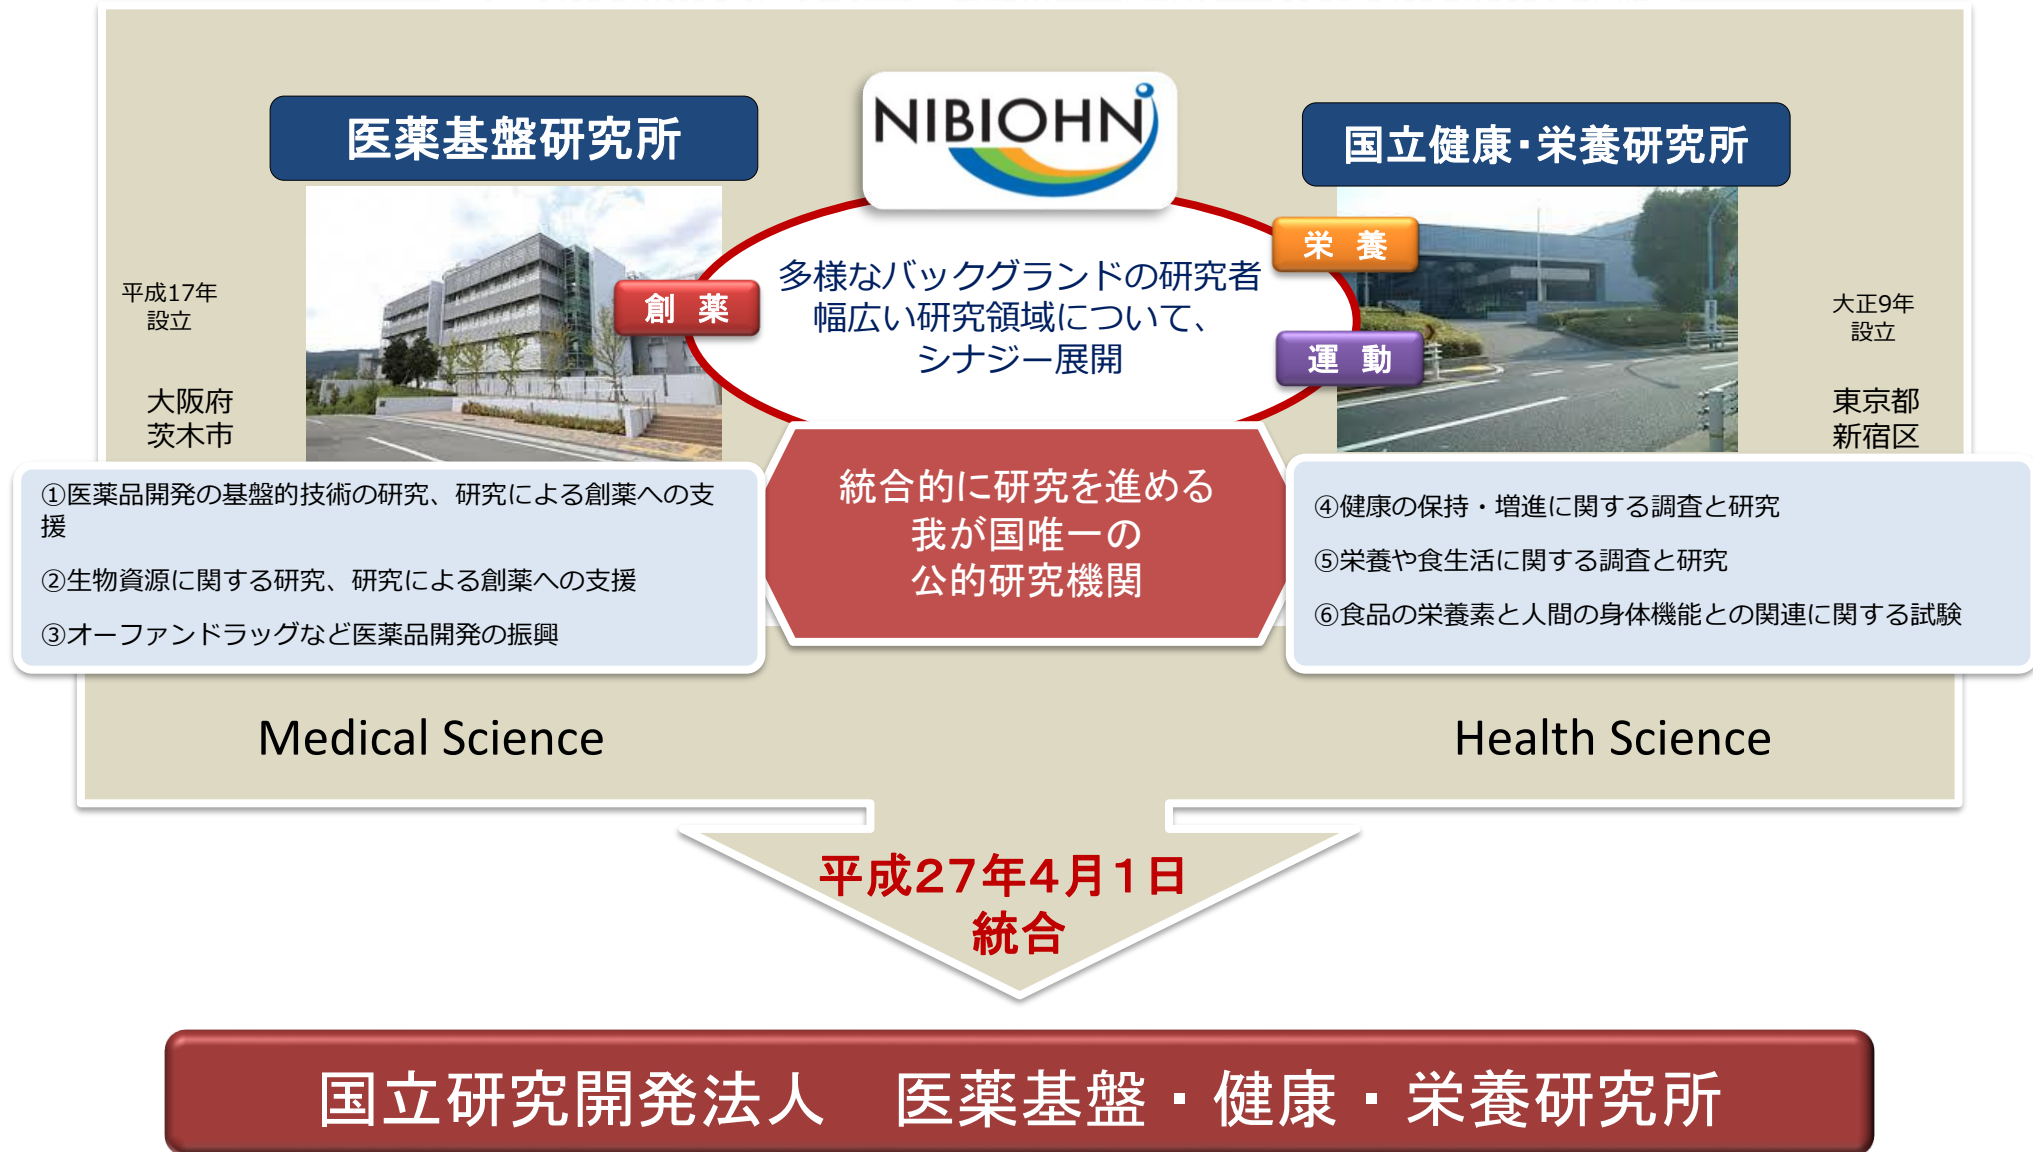 NIBIOHN
医薬基盤研究所
国立健康・栄養研究所
平成17年
設立
大阪府
茨木市
創 薬
多様なバックグランドの研究者
幅広い研究領域について、
シナジー展開
栄 養
運 動
大正9年
設立
東京都
新宿区
①医薬品開発の基盤的技術の研究、研究による創薬への支
援
②生物資源に関する研究、研究による創薬への支援
③オーファンドラッグなど医薬品開発の振興
統合的に研究を進める
我が国唯一の
公的研究機関
④健康の保持・増進に関する調査と研究
⑤栄養や食生活に関する調査と研究
⑥食品の栄養素と人間の身体機能との関連に関する試験
Medical Science
Health Science
平成27年4月1日
統合
国立研究開発法人　医薬基盤・健康・栄養研究所